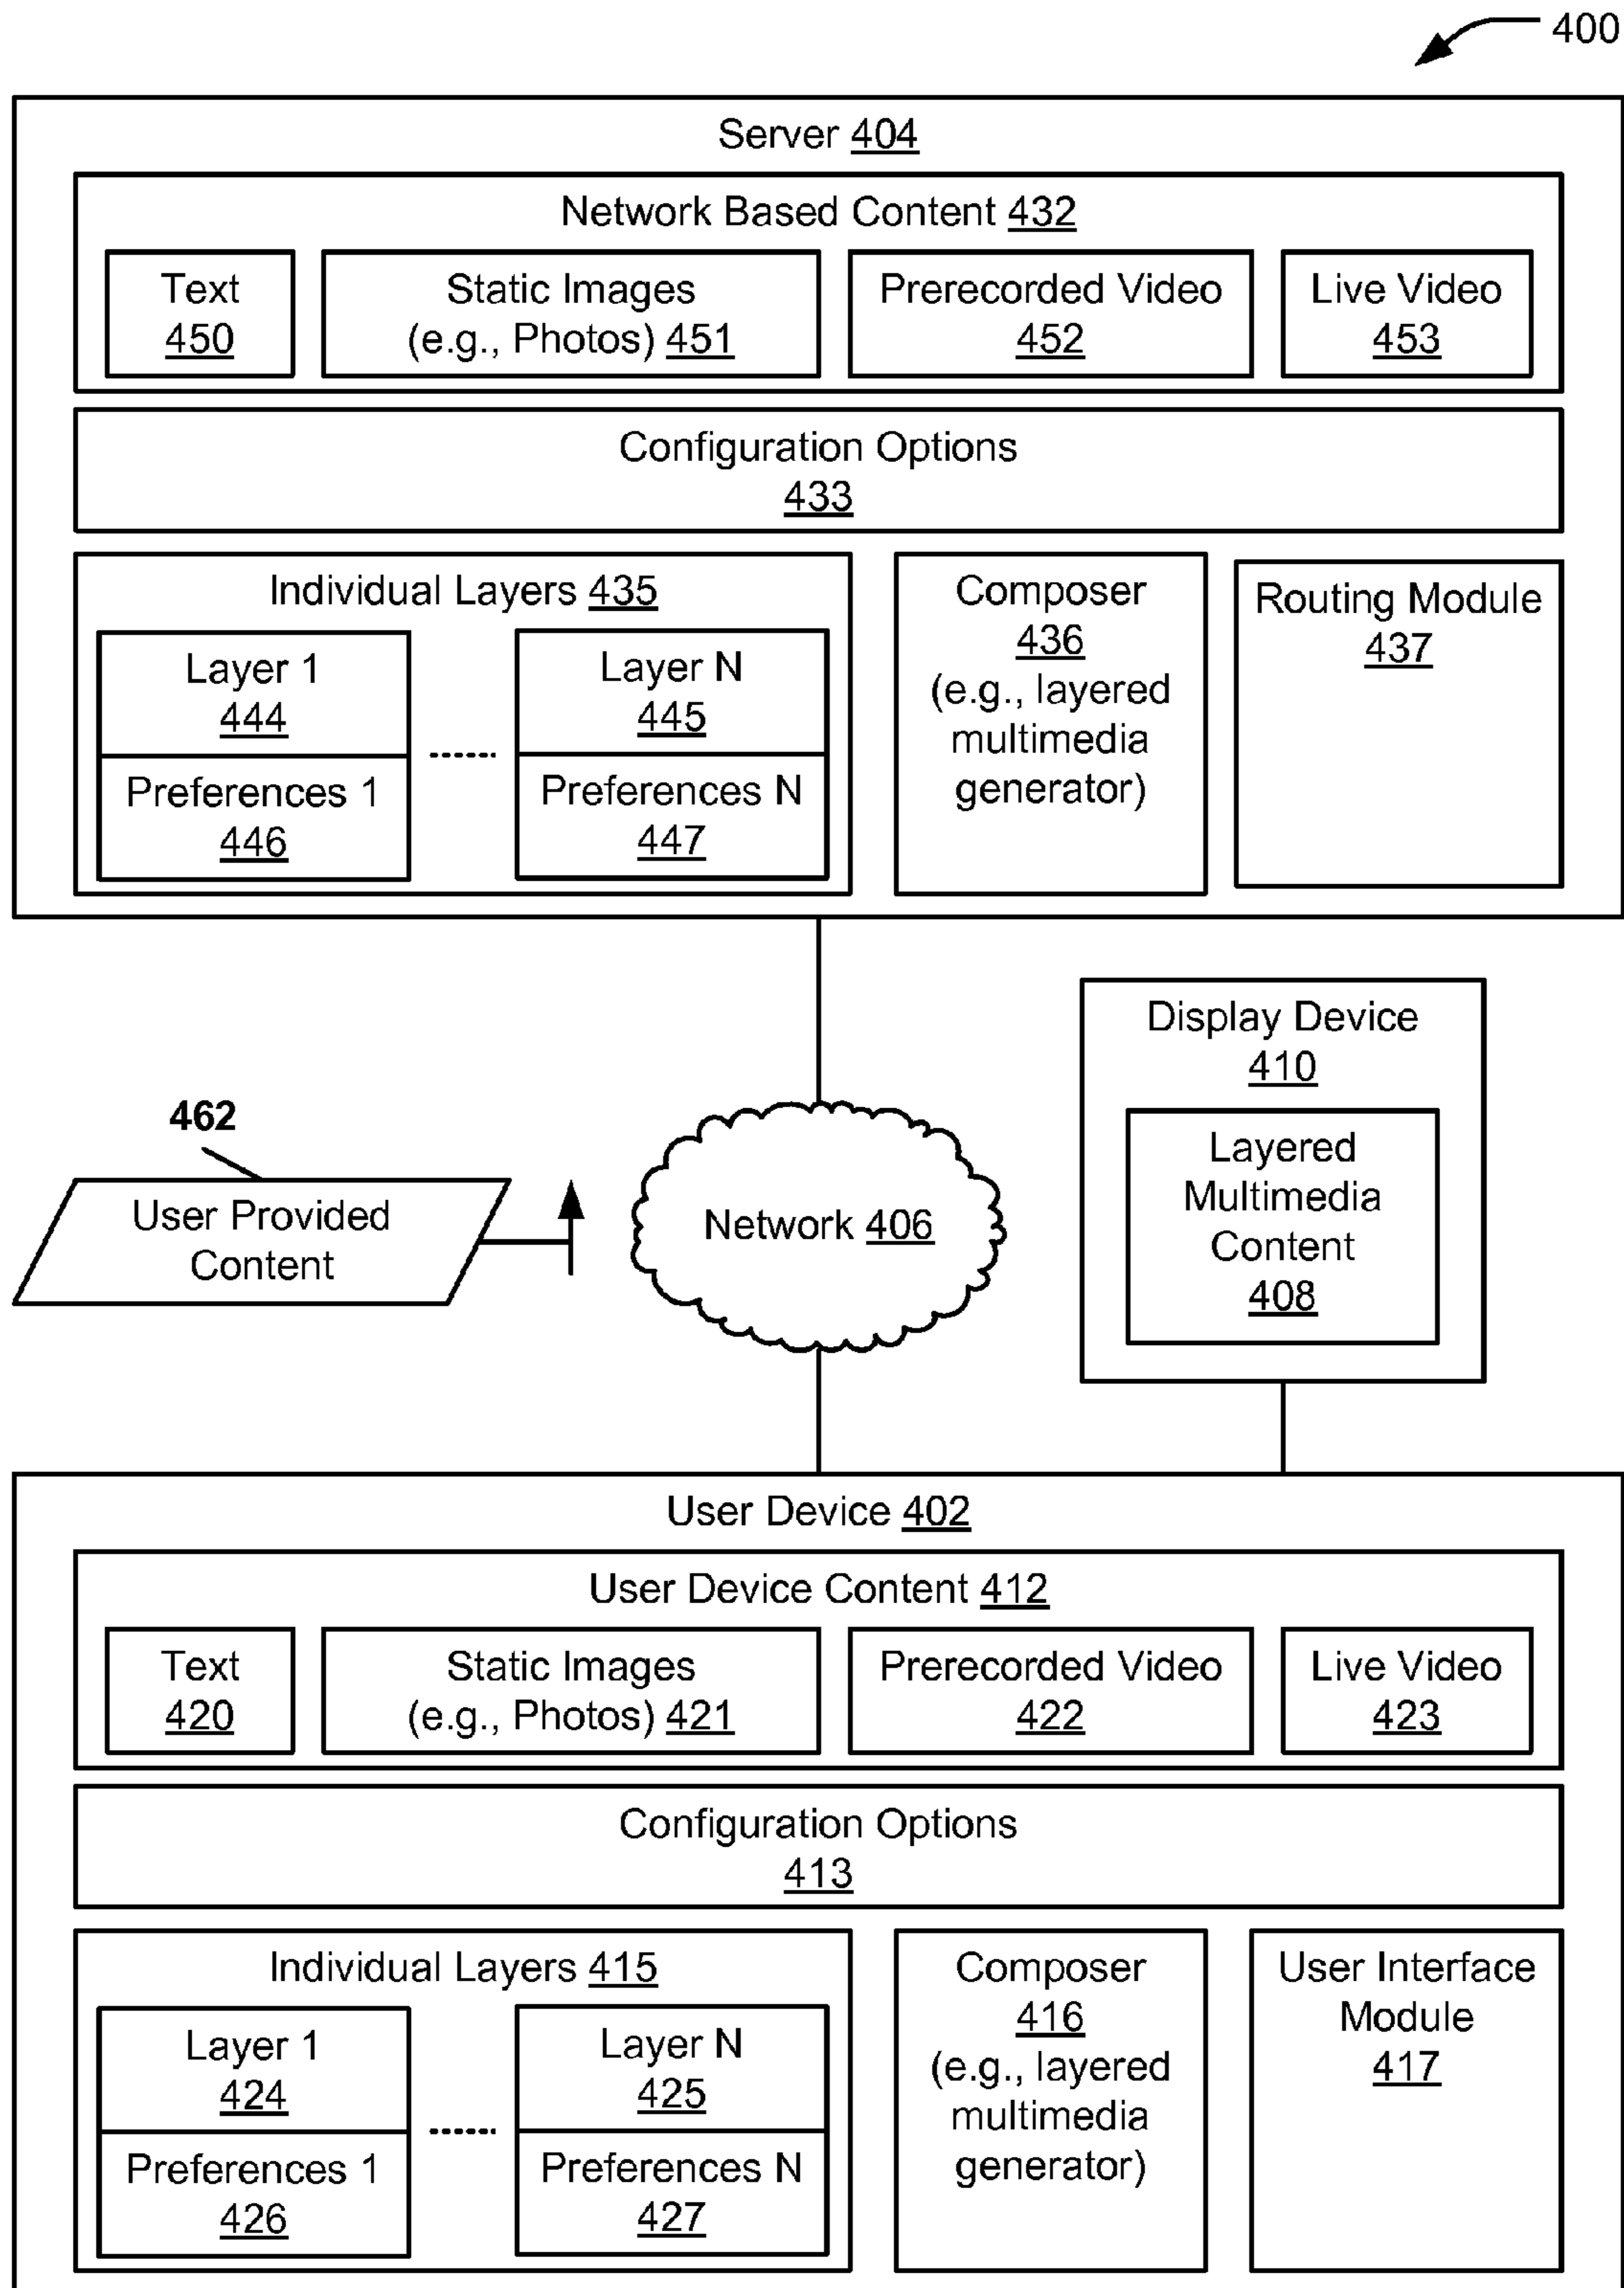 400
Server 404
Network Based Content 432
Text
450
Static Images
(e.g., Photos) 451
Prerecorded Video
452
Live Video
453
Configuration Options
433
Individual Layers 435
Layer 1
444
Preferences 1
446
Layer N
445
Preferences N
447
Composer
436
(e.g., layered
multimedia
generator)
Routing Module
437
Display Device
410
Layered
Multimedia
Content
408
462
User Provided
Content
Network 406
User Device 402
User Device Content 412
Text
420
Static Images
(e.g., Photos) 421
Prerecorded Video
422
Live Video
423
Configuration Options
413
Individual Layers 415
Layer 1
424
Preferences 1
426
Layer N
425
Preferences N
427
Composer
416
(e.g., layered
multimedia
generator)
User Interface
Module
417